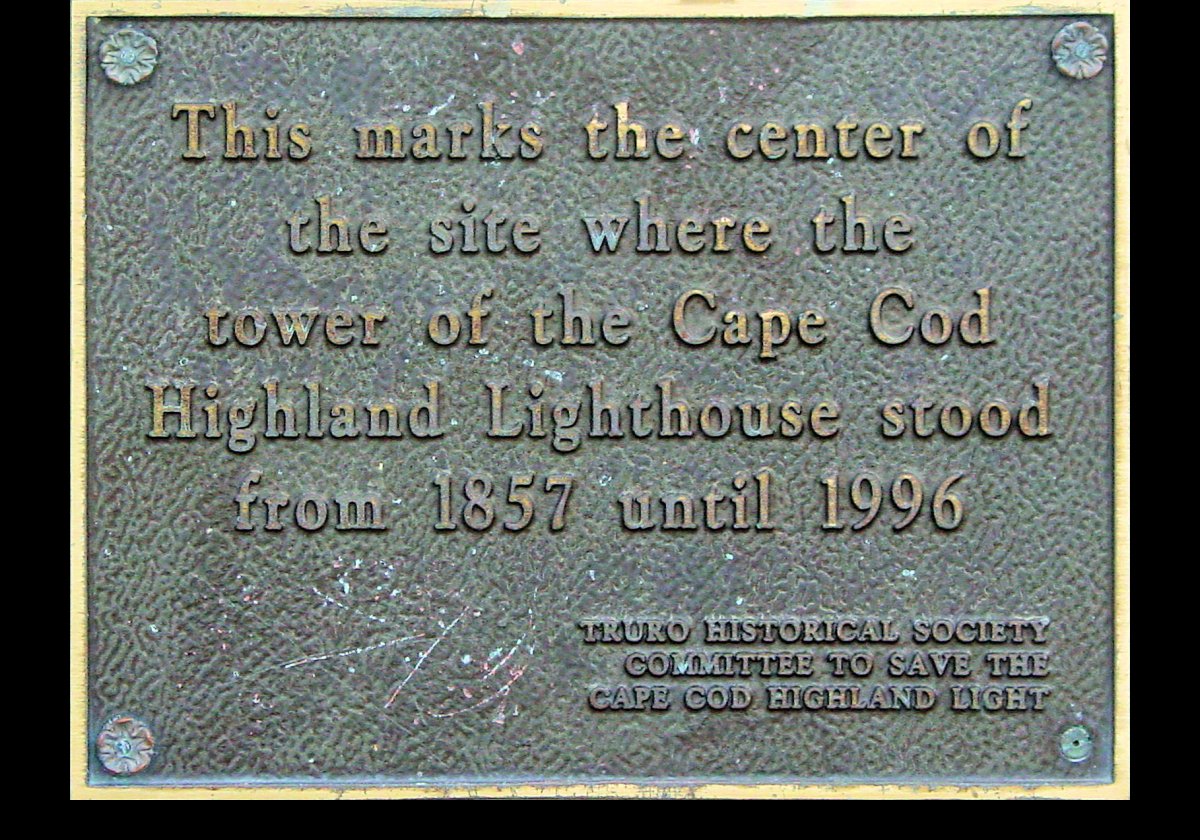 This marks the center of
the site where the
tower of the Cape Cod
Highland Lighthouse stood
from 1857 until 1996
TRURO HISTORICAL SOCIETY
COMMITTEE TO SAVE THE
CAPE COD HIGHLAND LIGHT